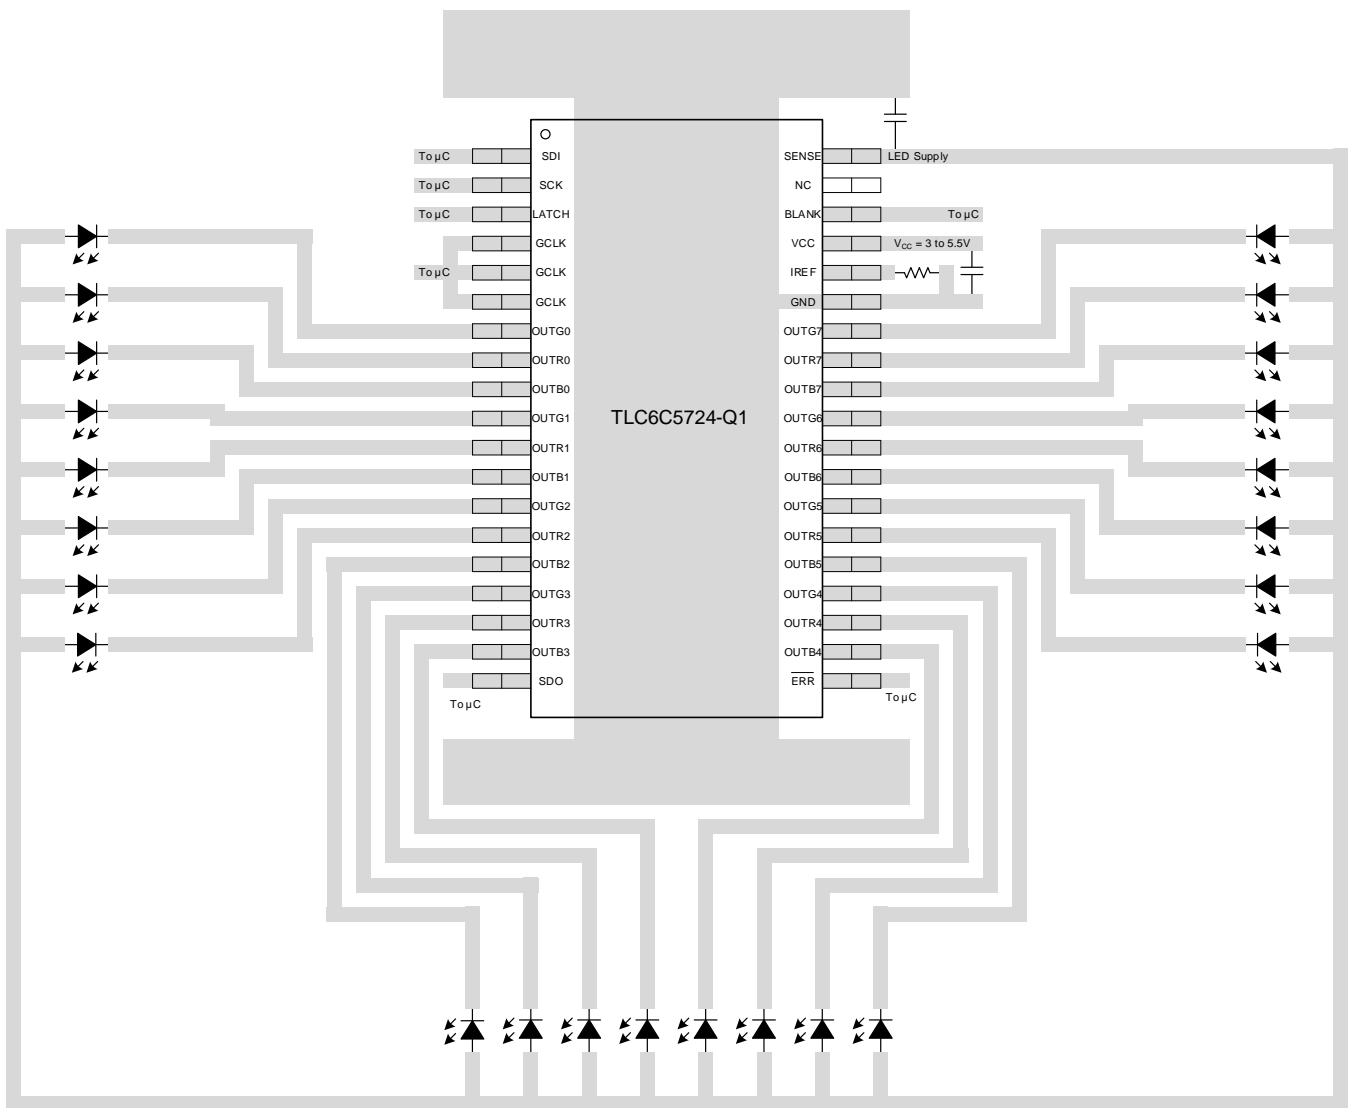 To µC SDI SENSE LED Supply
To µC SCK NC
To µC LATCH BLANK To µC
GCLK VCC VCC = 3 to 5.5V
To µC GCLK IREF
GCLK GND
OUTG0 OUTG7
OUTR0 OUTR7
OUTB0 OUTB7
OUTG1 TLC6C5724-Q1 OUTG6
OUTR1 OUTR6
OUTB1 OUTB6
OUTG2 OUTG5
OUTR2 OUTR5
OUTB2 OUTB5
OUTG3 OUTG4
OUTR3 OUTR4
OUTB3 OUTB4
SDO ERR
To µC To µC